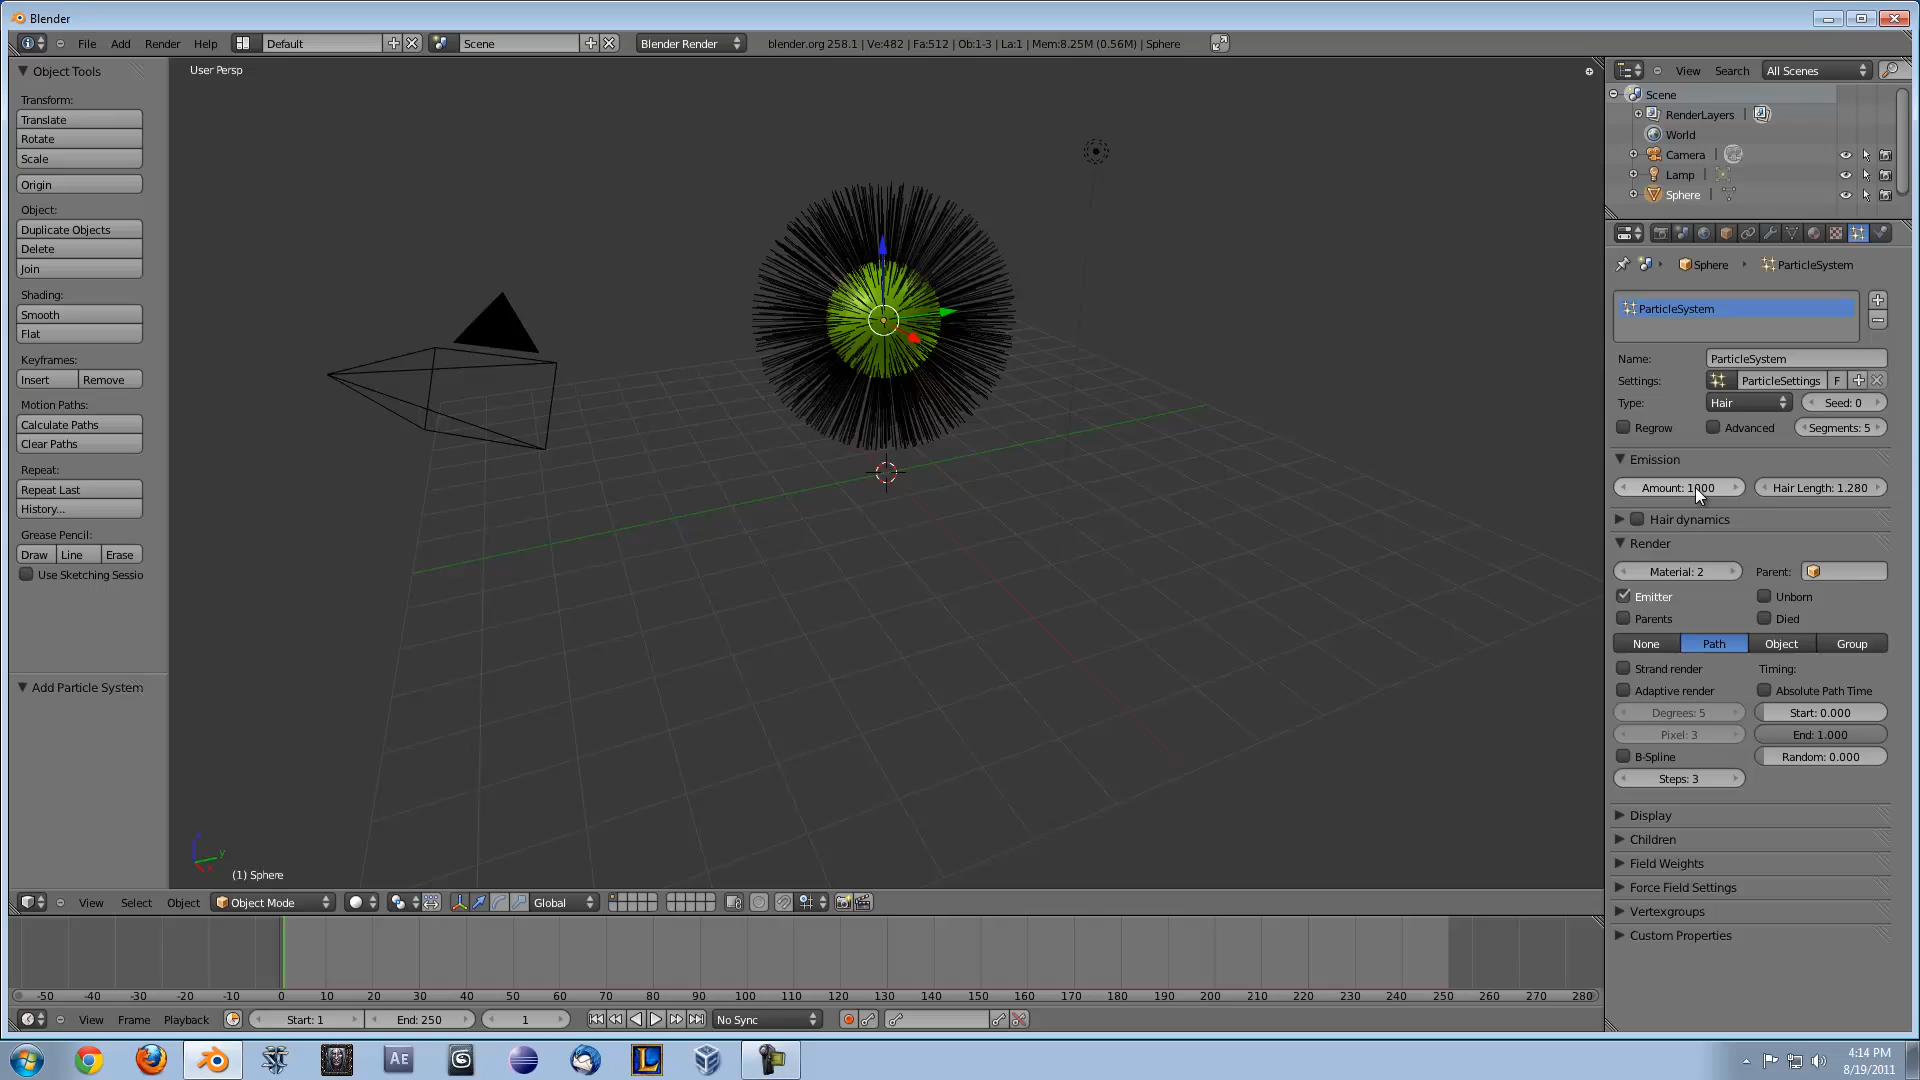 Blender
File Add Render Help Default Scene Blender Render blender.org 258.1 | Ve:482 | Fa:512 | Ob:1-3 | La:1 | Mem:8.25M (0.56M) | Sphere
Object Tools
Transform:
Translate
Rotate
Scale
Origin
Object:
Duplicate Objects
Delete
Join
Shading:
Smooth
Flat
Keyframes:
Insert Remove
Motion Paths:
Calculate Paths
Clear Paths
Repeat:
Repeat Last
History...
Grease Pencil:
Draw Line Erase
Use Sketching Sessio
Add Particle System
User Persp
(1) Sphere
View Select Object Object Mode Global
View Search All Scenes
Scene
RenderLayers |
World
Camera |
Lamp |
Sphere |
Sphere ParticleSystem
ParticleSystem
Name: ParticleSystem
Settings: ParticleSettings F
Type: Hair Seed: 0
Regrow Advanced Segments: 5
Emission
Amount: 1000 Hair Length: 1.280
Hair dynamics
Render
Material: 2 Parent:
Emitter Unborn
Parents Died
None Path Object Group
Strand render Timing:
Adaptive render Absolute Path Time
Degrees: 5 Start: 0.000
Pixel: 3 End: 1.000
B-Spline Random: 0.000
Steps: 3
Display
Children
Field Weights
Force Field Settings
Vertexgroups
Custom Properties
-50 -40 -30 -20 -10 0 10 20 30 40 50 60 70 80 90 100 110 120 130 140 150 160 170 180 190 200 210 220 230 240 250 260 270 280
View Frame Playback Start: 1 End: 250 1 No Sync
AE
4:14 PM
8/19/2011